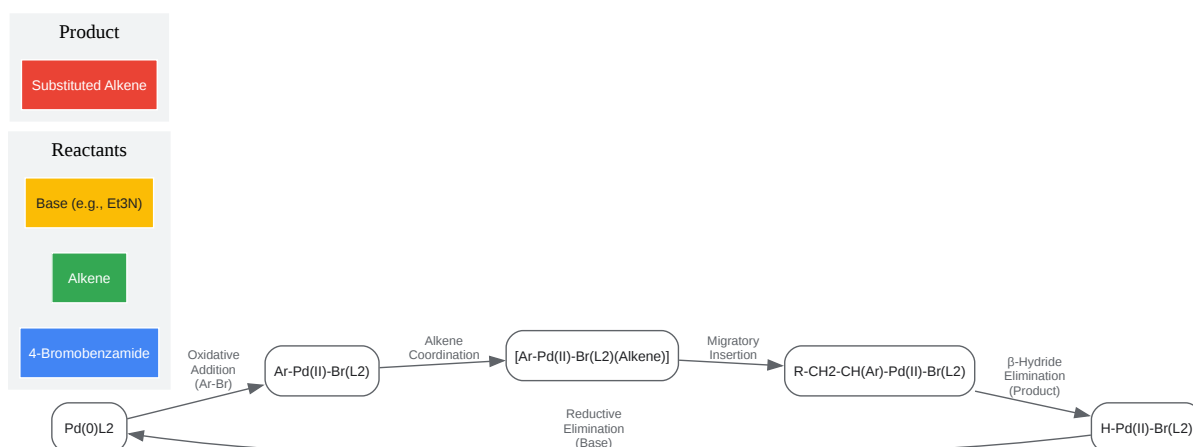 Product
Substituted Alkene
Reactants
Base (e.g., Et3N)
Alkene
4-Bromobenzamide
Oxidative
Addition
(Ar-Br)
Ar-Pd(II)-Br(L2)
Alkene
Coordination
[Ar-Pd(II)-Br(L2)(Alkene)]
Migratory
Insertion
R-CH2-CH(Ar)-Pd(II)-Br(L2)
β-Hydride
Elimination
(Product)
Pd(0)L2
Reductive
Elimination
(Base)
H-Pd(II)-Br(L2)